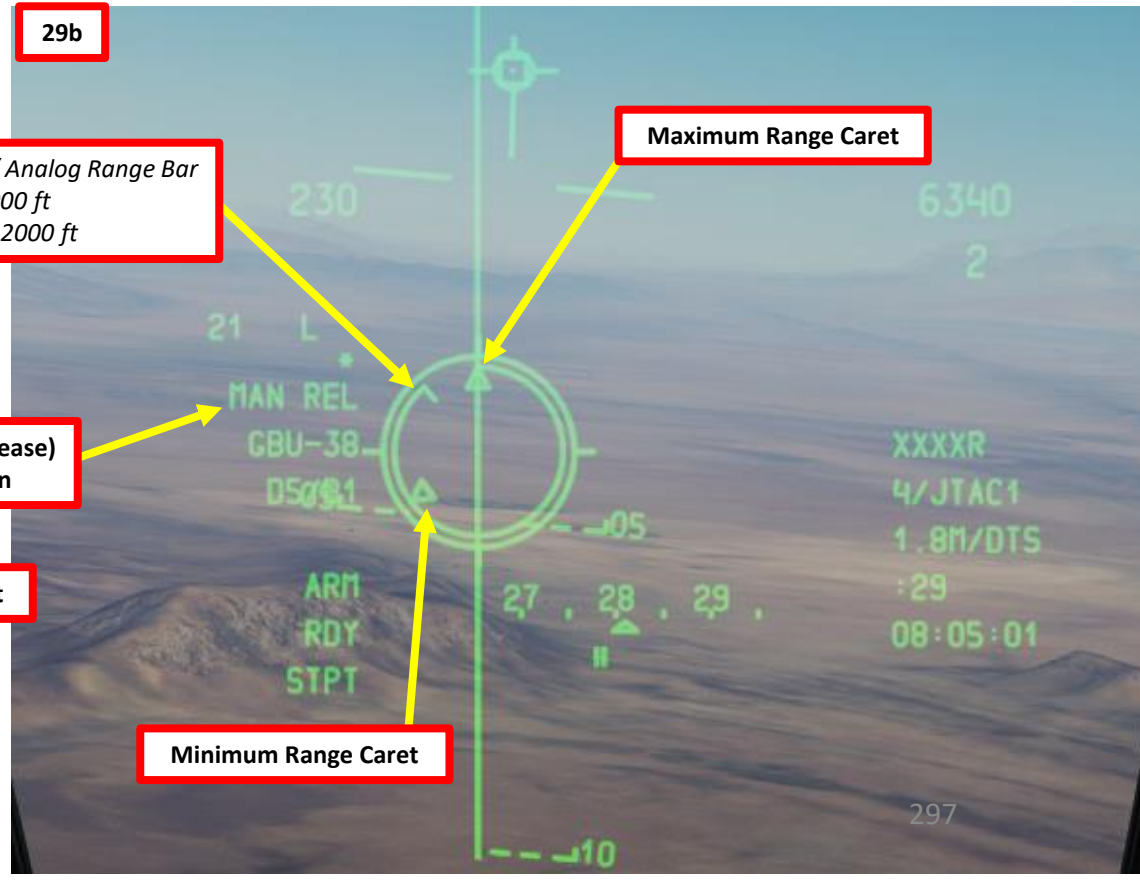 29b
Maximum Range Caret
/ Analog Range Bar
00 ft
2000 ft
230
6340
2
21 L
*
MAN REL
ease)
n
GBU-38
XXXXR
4/JTAC1
05
1.8M/DTS
t
ARM
27 . 28 . 29 .
:29
RDY
08:05:01
STPT
Minimum Range Caret
297
10